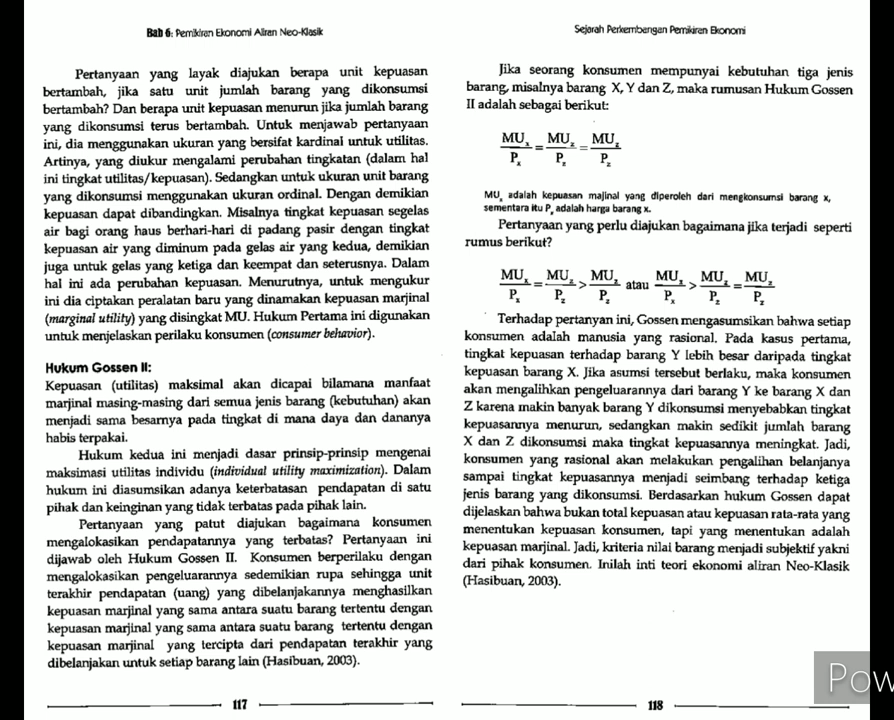 Bab 6: Pemikiran Ekonomi Aliran Neo-Klasik
Pertanyaan yang layak diajukan berapa unit kepuasan
bertambah, jika satu unit jumlah barang yang dikonsumsi
bertambah? Dan berapa unit kepuasan menurun jika jumlah barang
yang dikonsumsi terus bertambah. Untuk menjawab pertanyaan
ini, dia menggunakan ukuran yang bersifat kardinal untuk utilitas.
Artinya, yang diukur mengalami perubahan tingkatan (dalam hal
ini tingkat utilitas/kepuasan). Sedangkan untuk ukuran unit barang
yang dikonsumsi menggunakan ukuran ordinal. Dengan demikian
kepuasan dapat dibandingkan. Misalnya tingkat kepuasan segelas
air bagi orang haus berhari-hari di padang pasir dengan tingkat
kepuasan air yang diminum pada gelas air yang kedua, demikian
juga untuk gelas yang ketiga dan keempat dan seterusnya. Dalam
hal ini ada perubahan kepuasan. Menurutnya, untuk mengukur
ini dia ciptakan peralatan baru yang dinamakan kepuasan marjinal
(marginal utility) yang disingkat MU. Hukum Pertama ini digunakan
untuk menjelaskan perilaku konsumen (consumer behavior).
Hukum Gossen II:
Kepuasan (utilitas) maksimal akan dicapai bilamana manfaat
marjinal masing-masing dari semua jenis barang (kebutuhan) akan
menjadi sama besarnya pada tingkat di mana daya dan dananya
habis terpakai.
Hukum kedua ini menjadi dasar prinsip-prinsip mengenai
maksimasi utilitas individu (individual utility maximization). Dalam
hukum ini diasumsikan adanya keterbatasan pendapatan di satu
pihak dan keinginan yang tidak terbatas pada pihak lain.
Pertanyaan yang patut diajukan bagaimana konsumen
mengalokasikan pendapatannya yang terbatas? Pertanyaan ini
dijawab oleh Hukum Gossen II. Konsumen berperilaku dengan
mengalokasikan pengeluarannya sedemikian rupa sehingga unit
terakhir pendapatan (uang) yang dibelanjakannya menghasilkan
kepuasan marjinal yang sama antara suatu barang tertentu dengan
kepuasan marjinal yang sama antara suatu barang tertentu dengan
kepuasan marjinal yang tercipta dari pendapatan terakhir yang
dibelanjakan untuk setiap barang lain (Hasibuan, 2003).
117
Sejarah Perkembangan Pemikiran Ekonomi
Jika seorang konsumen mempunyai kebutuhan tiga jenis
barang, misalnya barang X, Y dan Z, maka rumusan Hukum Gossen
II adalah sebagai berikut:
MUx/Px = MUz/Pz = MUz/Pz
MUx adalah kepuasan majinal yang diperoleh dari mengkonsumsi barang x,
sementara itu Px adalah harga barang x.
Pertanyaan yang perlu diajukan bagaimana jika terjadi seperti
rumus berikut?
MUx/Px = MUz/Pz > MUz/Pz atau MUx/Px > MUz/Pz = MUz/Pz
Terhadap pertanyan ini, Gossen mengasumsikan bahwa setiap
konsumen adalah manusia yang rasional. Pada kasus pertama,
tingkat kepuasan terhadap barang Y lebih besar daripada tingkat
kepuasan barang X. Jika asumsi tersebut berlaku, maka konsumen
akan mengalihkan pengeluarannya dari barang Y ke barang X dan
Z karena makin banyak barang Y dikonsumsi menyebabkan tingkat
kepuasannya menurun, sedangkan makin sedikit jumlah barang
X dan Z dikonsumsi maka tingkat kepuasannya meningkat. Jadi,
konsumen yang rasional akan melakukan pengalihan belanjanya
sampai tingkat kepuasannya menjadi seimbang terhadap ketiga
jenis barang yang dikonsumsi. Berdasarkan hukum Gossen dapat
dijelaskan bahwa bukan total kepuasan atau kepuasan rata-rata yang
menentukan kepuasan konsumen, tapi yang menentukan adalah
kepuasan marjinal. Jadi, kriteria nilai barang menjadi subjektif yakni
dari pihak konsumen. Inilah inti teori ekonomi aliran Neo-Klasik
(Hasibuan, 2003).
118
Pow